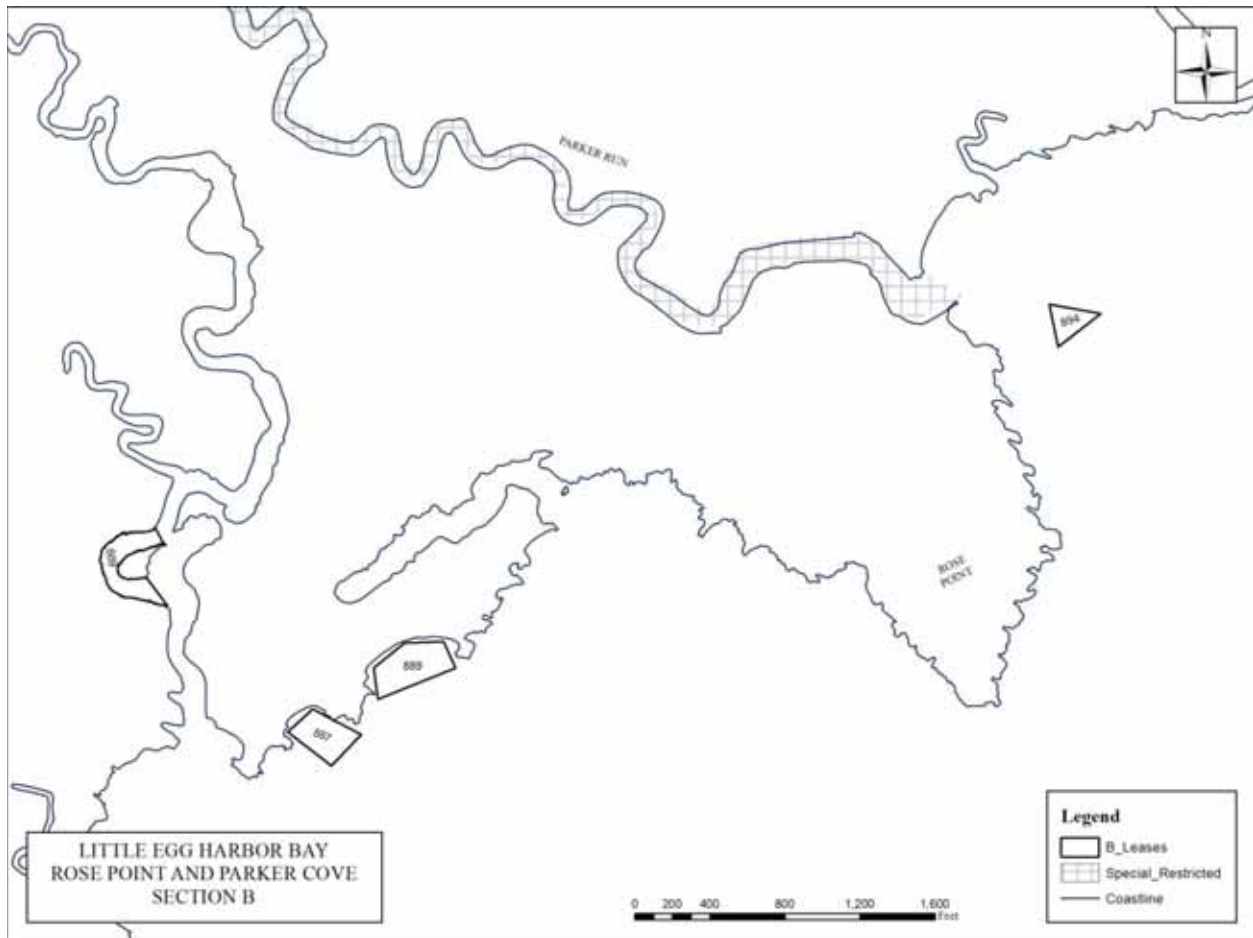 N
PARKER RUN
894
ROSE
POINT
889
887
LITTLE EGG HARBOR BAY
ROSE POINT AND PARKER COVE
SECTION B
Legend
B_Leases
Special_Restricted
Coastline
0 200 400 800 1,200 1,600
Feet